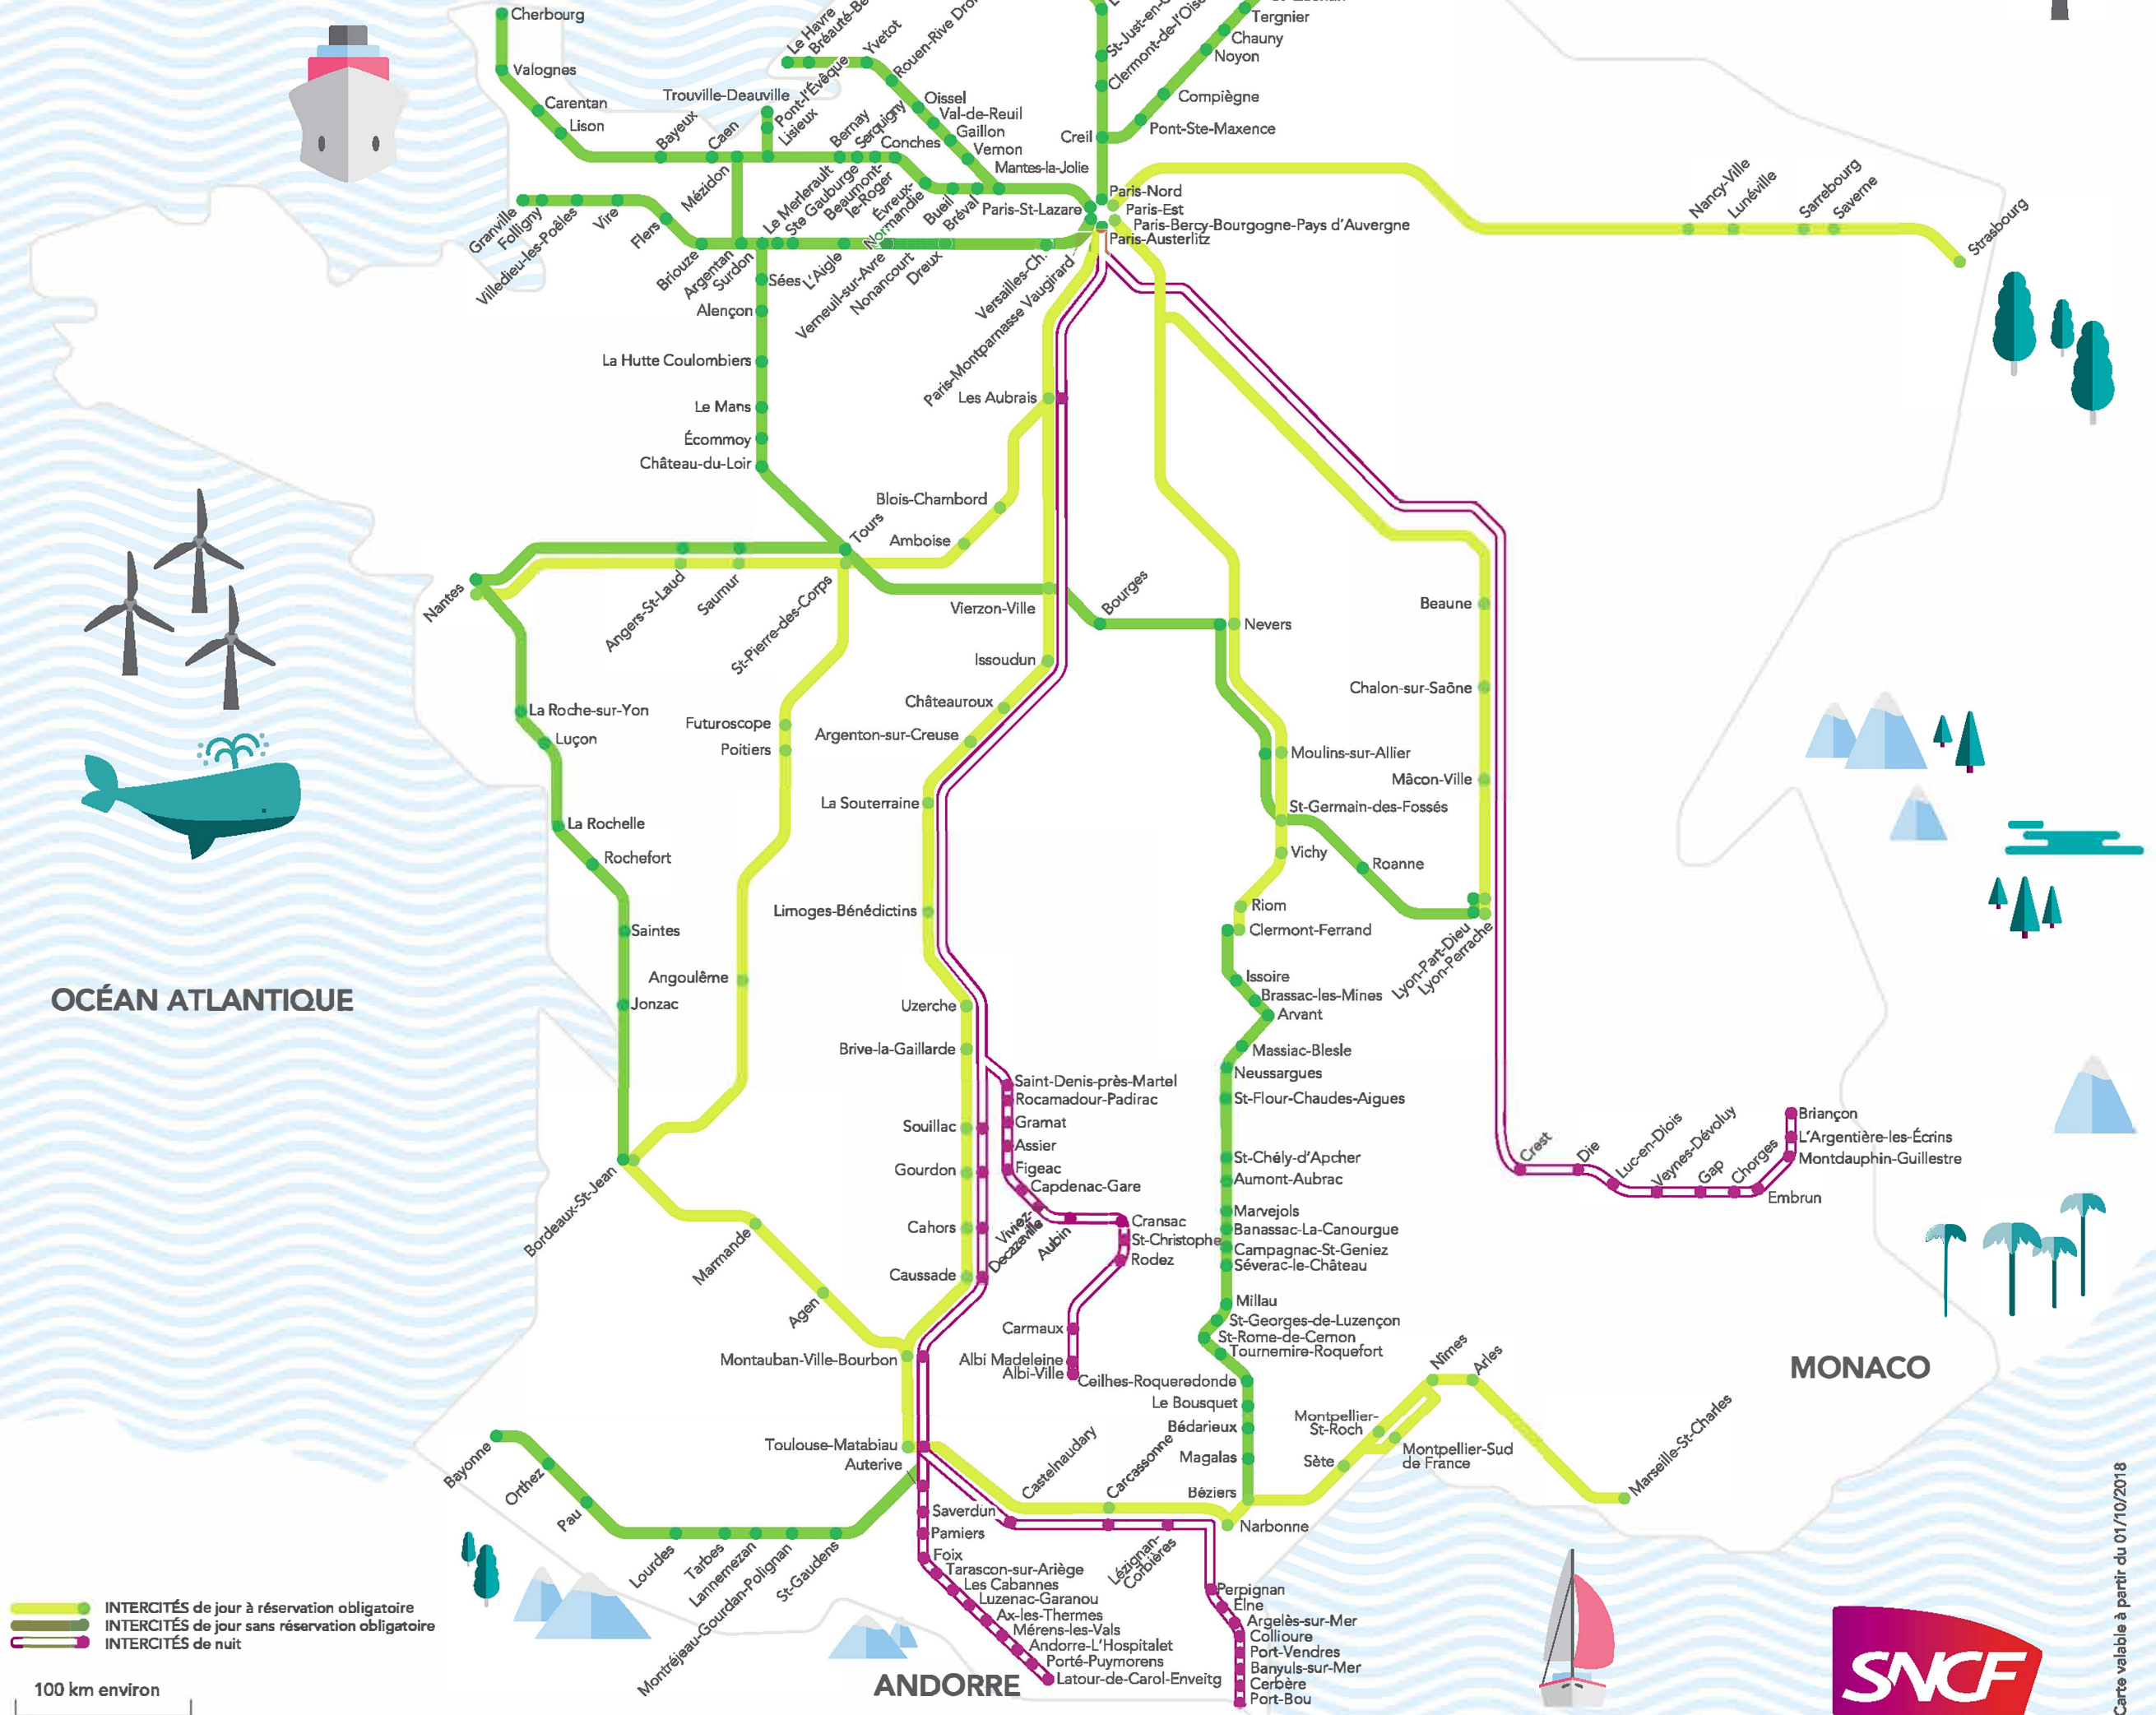 Cherbourg
Valognes
Carentan
Lison
Bayeux
Caen
Mézidon
Trouville-Deauville
Pont-l'Évêque
Lisieux
Bernay
Serquigny
Beaumont-
le-Roger
Conches
Évreux-
Normandie
Bueil
Bréval
Mantes-la-Jolie
Le Havre
Yvetot
Oissel
Val-de-Reuil
Gaillon
Vernon
St-Just-en-
Clermont-de-l'Oise
Creil
Tergnier
Chauny
Noyon
Compiègne
Pont-Ste-Maxence
Paris-Nord
Paris-Est
Paris-St-Lazare
Paris-Bercy-Bourgogne-Pays d'Auvergne
Paris-Austerlitz
Paris-Montparnasse Vaugirard
Nancy-Ville
Lunéville
Sarrebourg
Saverne
Strasbourg
Granville
Folligny
Villedieu-les-Poêles
Vire
Flers
Briouze
Argentan
Surdon
Le Merlerault
Ste Gauburge
L'Aigle
Verneuil-sur-Avre
Nonancourt
Dreux
Versailles-Ch.
Sées
Alençon
La Hutte Coulombiers
Le Mans
Écommoy
Château-du-Loir
Tours
Les Aubrais
Blois-Chambord
Amboise
Nantes
Angers-St-Laud
Saumur
St-Pierre-des-Corps
Vierzon-Ville
Bourges
Nevers
Beaune
Issoudun
Châteauroux
Argenton-sur-Creuse
La Souterraine
Limoges-Bénédictins
Uzerche
Brive-la-Gaillarde
Souillac
Gourdon
Cahors
Caussade
Montauban-Ville-Bourbon
Toulouse-Matabiau
Auterive
La Roche-sur-Yon
Luçon
La Rochelle
Rochefort
Saintes
Jonzac
Bordeaux-St-Jean
Futuroscope
Poitiers
Angoulême
Marmande
Agen
Chalon-sur-Saône
Mâcon-Ville
Lyon-Part-Dieu
Lyon-Perrache
Moulins-sur-Allier
St-Germain-des-Fossés
Vichy
Roanne
Riom
Clermont-Ferrand
Issoire
Brassac-les-Mines
Arvant
Massiac-Blesle
Neussargues
St-Flour-Chaudes-Aigues
St-Chély-d'Apcher
Aumont-Aubrac
Marvejols
Banassac-La-Canourgue
Campagnac-St-Geniez
Séverac-le-Château
Millau
St-Georges-de-Luzençon
St-Rome-de-Cernon
Tournemire-Roquefort
Ceilhes-Roqueredonde
Le Bousquet
Bédarieux
Magalas
Béziers
Saint-Denis-près-Martel
Rocamadour-Padirac
Gramat
Assier
Figeac
Capdenac-Gare
Viviez-
Decazeville
Aubin
Cransac
St-Christophe
Rodez
Carmaux
Albi Madeleine
Albi-Ville
Crest
Die
Luc-en-Diois
Veynes-Dévoluy
Gap
Chorges
Embrun
Montdauphin-Guillestre
L'Argentière-les-Écrins
Briançon
Nîmes
Arles
Marseille-St-Charles
Montpellier-
St-Roch
Montpellier-Sud
de France
Sète
Narbonne
Castelnaudary
Carcassonne
Lézignan-
Corbières
Bayonne
Orthez
Pau
Lourdes
Tarbes
Lannemezan
Montréjeau-Gourdan-Polignan
St-Gaudens
Saverdun
Pamiers
Foix
Tarascon-sur-Ariège
Les Cabannes
Luzenac-Garanou
Ax-les-Thermes
Mérens-les-Vals
Andorre-L'Hospitalet
Porté-Puymorens
Latour-de-Carol-Enveitg
Perpignan
Elne
Argelès-sur-Mer
Collioure
Port-Vendres
Banyuls-sur-Mer
Cerbère
Port-Bou
OCÉAN ATLANTIQUE
MONACO
ANDORRE
INTERCITÉS de jour à réservation obligatoire
INTERCITÉS de jour sans réservation obligatoire
INTERCITÉS de nuit
100 km environ
SNCF
Carte valable à partir du 01/10/2018